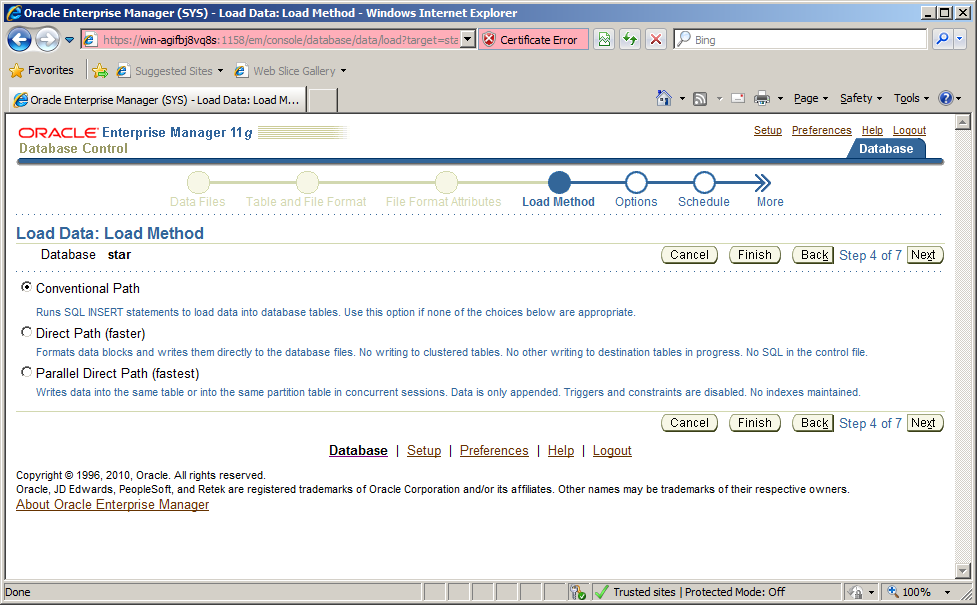 Oracle Enterprise Manager (SYS) - Load Data: Load Method - Windows Internet Explorer
https://win-agifbj8vq8s:1158/em/console/database/data/load?target=sta
Certificate Error
Bing
Favorites
Suggested Sites
Web Slice Gallery
Oracle Enterprise Manager (SYS) - Load Data: Load M...
Page
Safety
Tools
ORACLE Enterprise Manager 11g
Database Control
Setup Preferences Help Logout
Database
Data Files Table and File Format File Format Attributes Load Method Options Schedule More
Load Data: Load Method
Database star
Cancel Finish Back Step 4 of 7 Next
Conventional Path
Runs SQL INSERT statements to load data into database tables. Use this option if none of the choices below are appropriate.
Direct Path (faster)
Formats data blocks and writes them directly to the database files. No writing to clustered tables. No other writing to destination tables in progress. No SQL in the control file.
Parallel Direct Path (fastest)
Writes data into the same table or into the same partition table in concurrent sessions. Data is only appended. Triggers and constraints are disabled. No indexes maintained.
Cancel Finish Back Step 4 of 7 Next
Database | Setup | Preferences | Help | Logout
Copyright © 1996, 2010, Oracle. All rights reserved.
Oracle, JD Edwards, PeopleSoft, and Retek are registered trademarks of Oracle Corporation and/or its affiliates. Other names may be trademarks of their respective owners.
About Oracle Enterprise Manager
Done
Trusted sites | Protected Mode: Off
100%